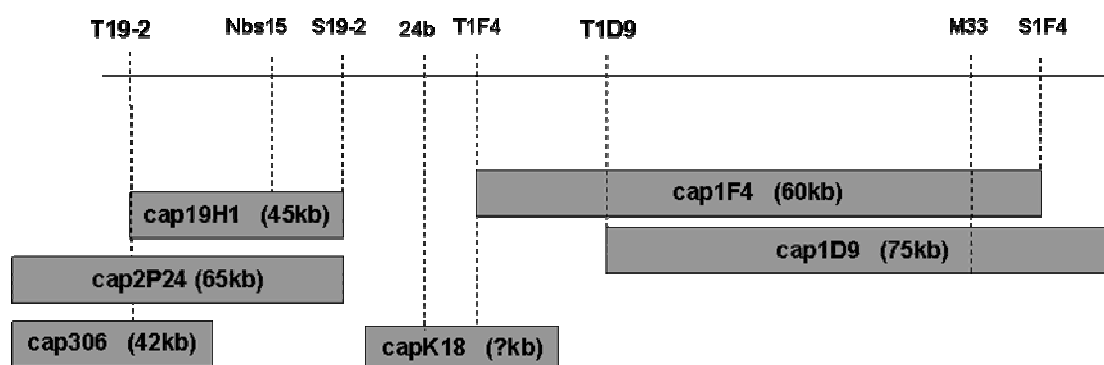 T19-2 Nbs15 S19-2 24b T1F4 T1D9 M33 S1F4
cap1F4 (60kb)
cap19H1 (45kb)
cap1D9 (75kb)
cap2P24 (65kb)
cap306 (42kb)
capK18 (?kb)